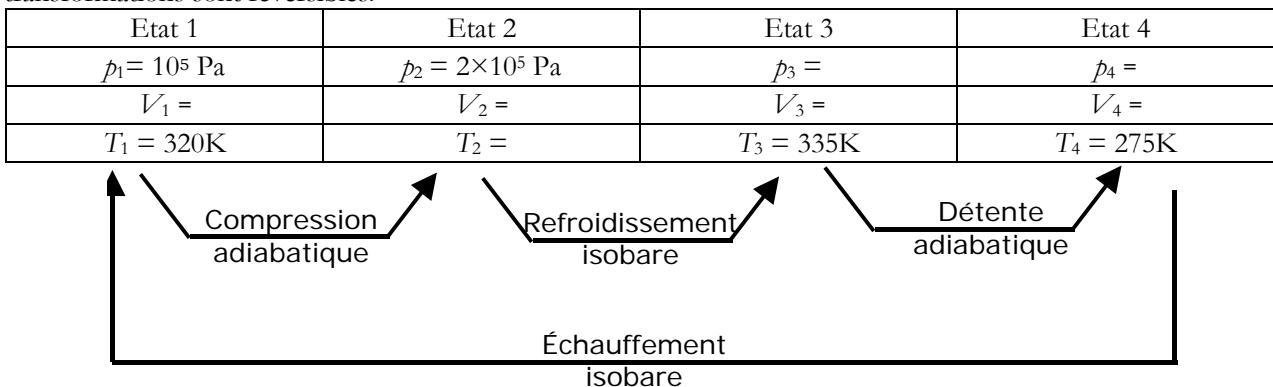 transformations sont réversibles.
Etat 1 Etat 2 Etat 3 Etat 4
p₁= 10⁵ Pa p₂ = 2×10⁵ Pa p₃ = p₄ =
V₁ = V₂ = V₃ = V₄ =
T₁ = 320K T₂ = T₃ = 335K T₄ = 275K
Compression
adiabatique
Refroidissement
isobare
Détente
adiabatique
Échauffement
isobare